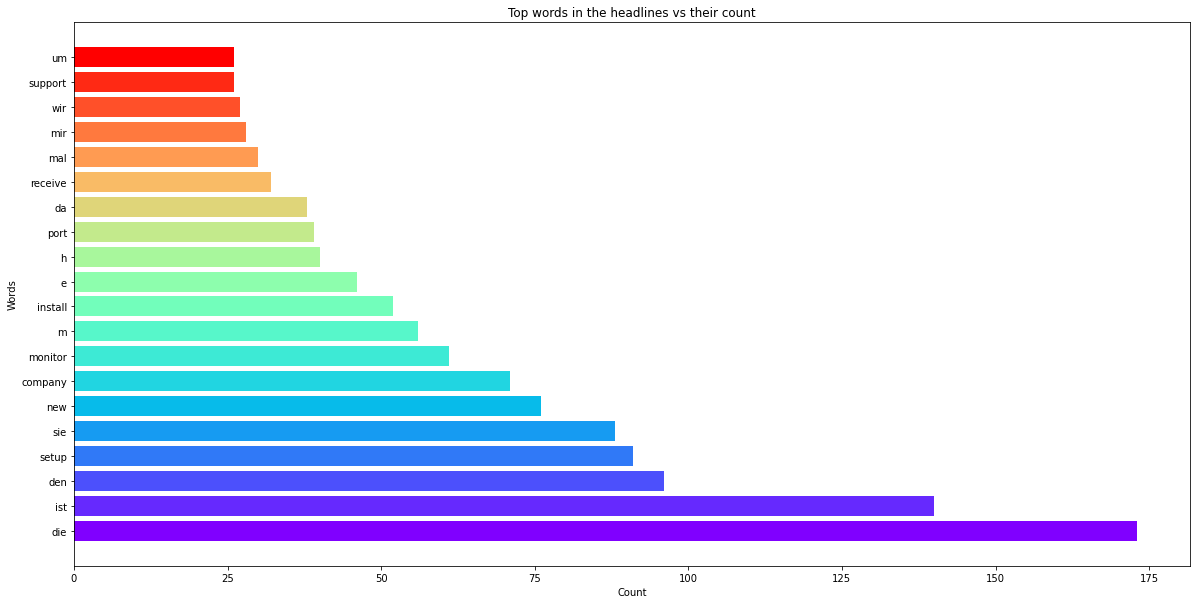 Top words in the headlines vs their count
um
support
wir
mir
mal
receive
da
port
h
e
install
m
monitor
company
new
sie
setup
den
ist
die
Words
0 25 50 75 100 125 150 175
Count